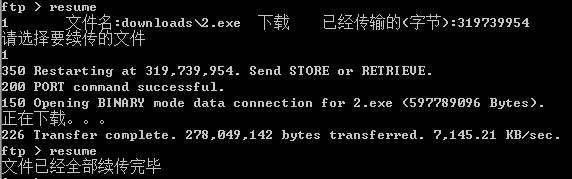 ftp > resume
1 文件名:downloads\2.exe 下载 已经传输的(字节):319739954
请选择要续传的文件
1
350 Restarting at 319,739,954. Send STORE or RETRIEVE.
200 PORT command successful.
150 Opening BINARY mode data connection for 2.exe (597789096 Bytes).
正在下载。。。
226 Transfer complete. 278,049,142 bytes transferred. 7,145.21 KB/sec.
ftp > resume
文件已经全部续传完毕